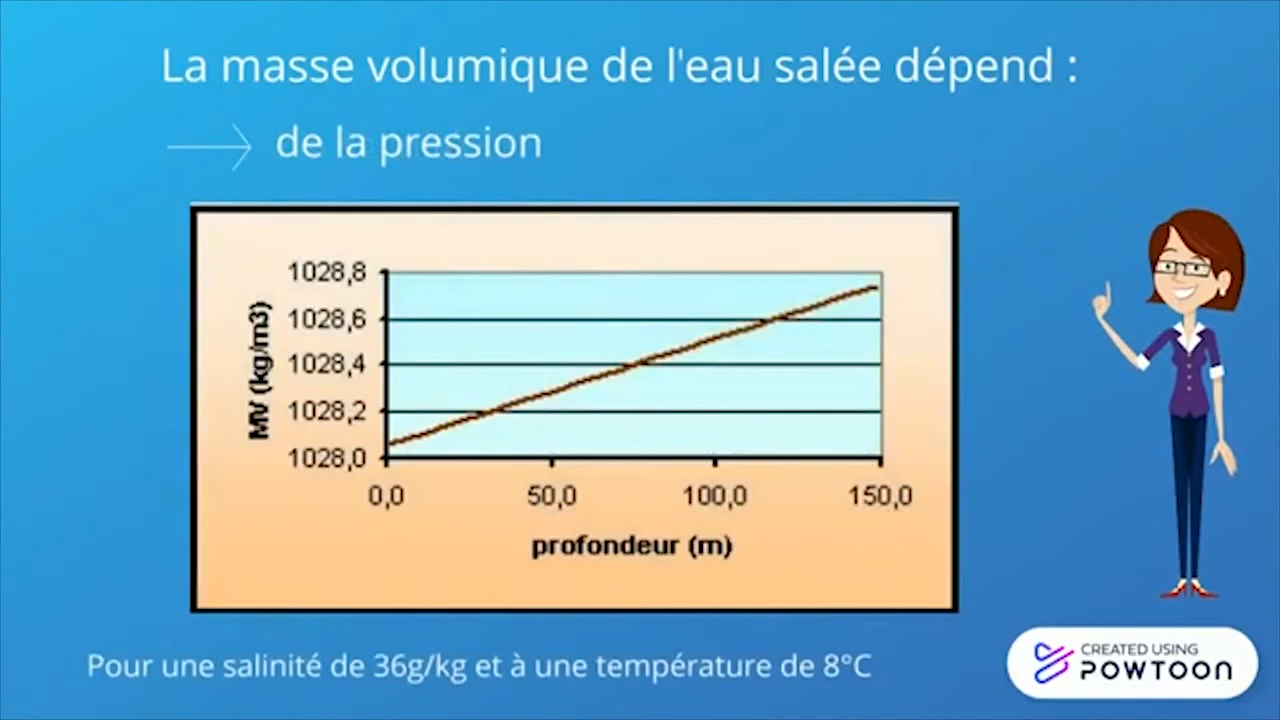 La masse volumique de l'eau salée dépend :
de la pression
1028,8
1028,6
1028,4
1028,2
1028,0
MV (kg/m3)
0,0 50,0 100,0 150,0
profondeur (m)
Pour une salinité de 36g/kg et à une température de 8°C
CREATED USING
POWTOON